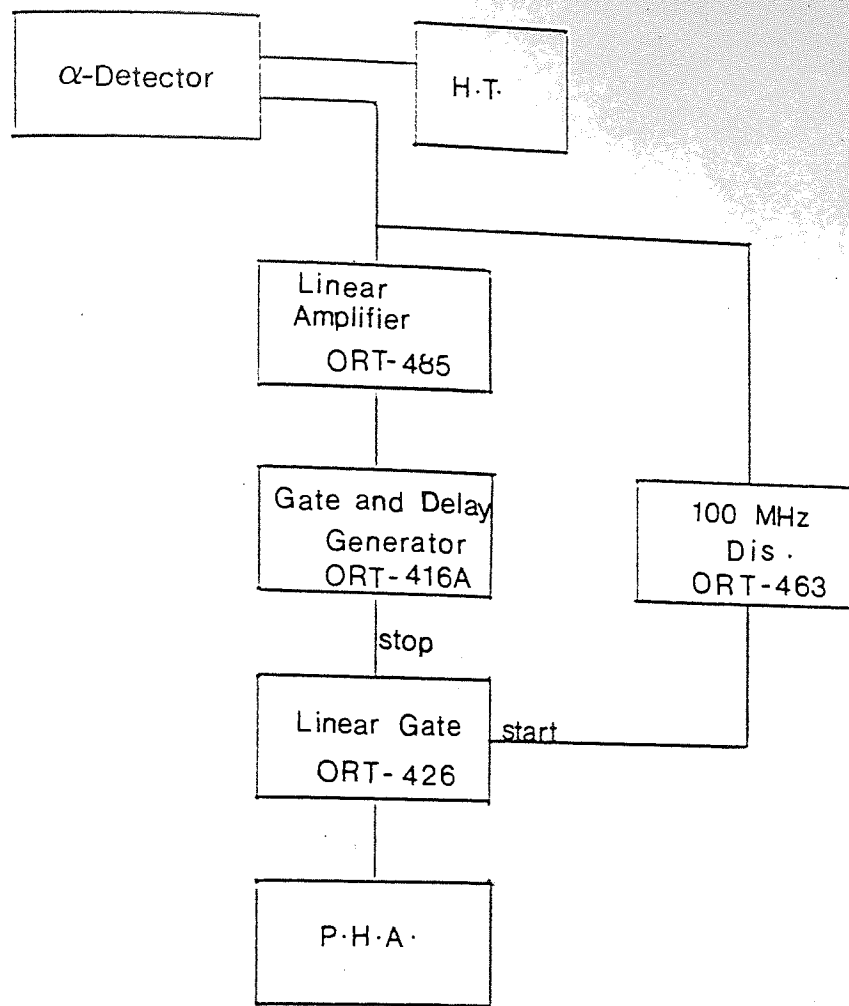 α-Detector
H.T.
Linear
Amplifier
ORT-485
Gate and Delay
Generator
ORT-416A
100 MHz
Dis.
ORT-463
stop
Linear Gate
ORT-426
start
P.H.A.